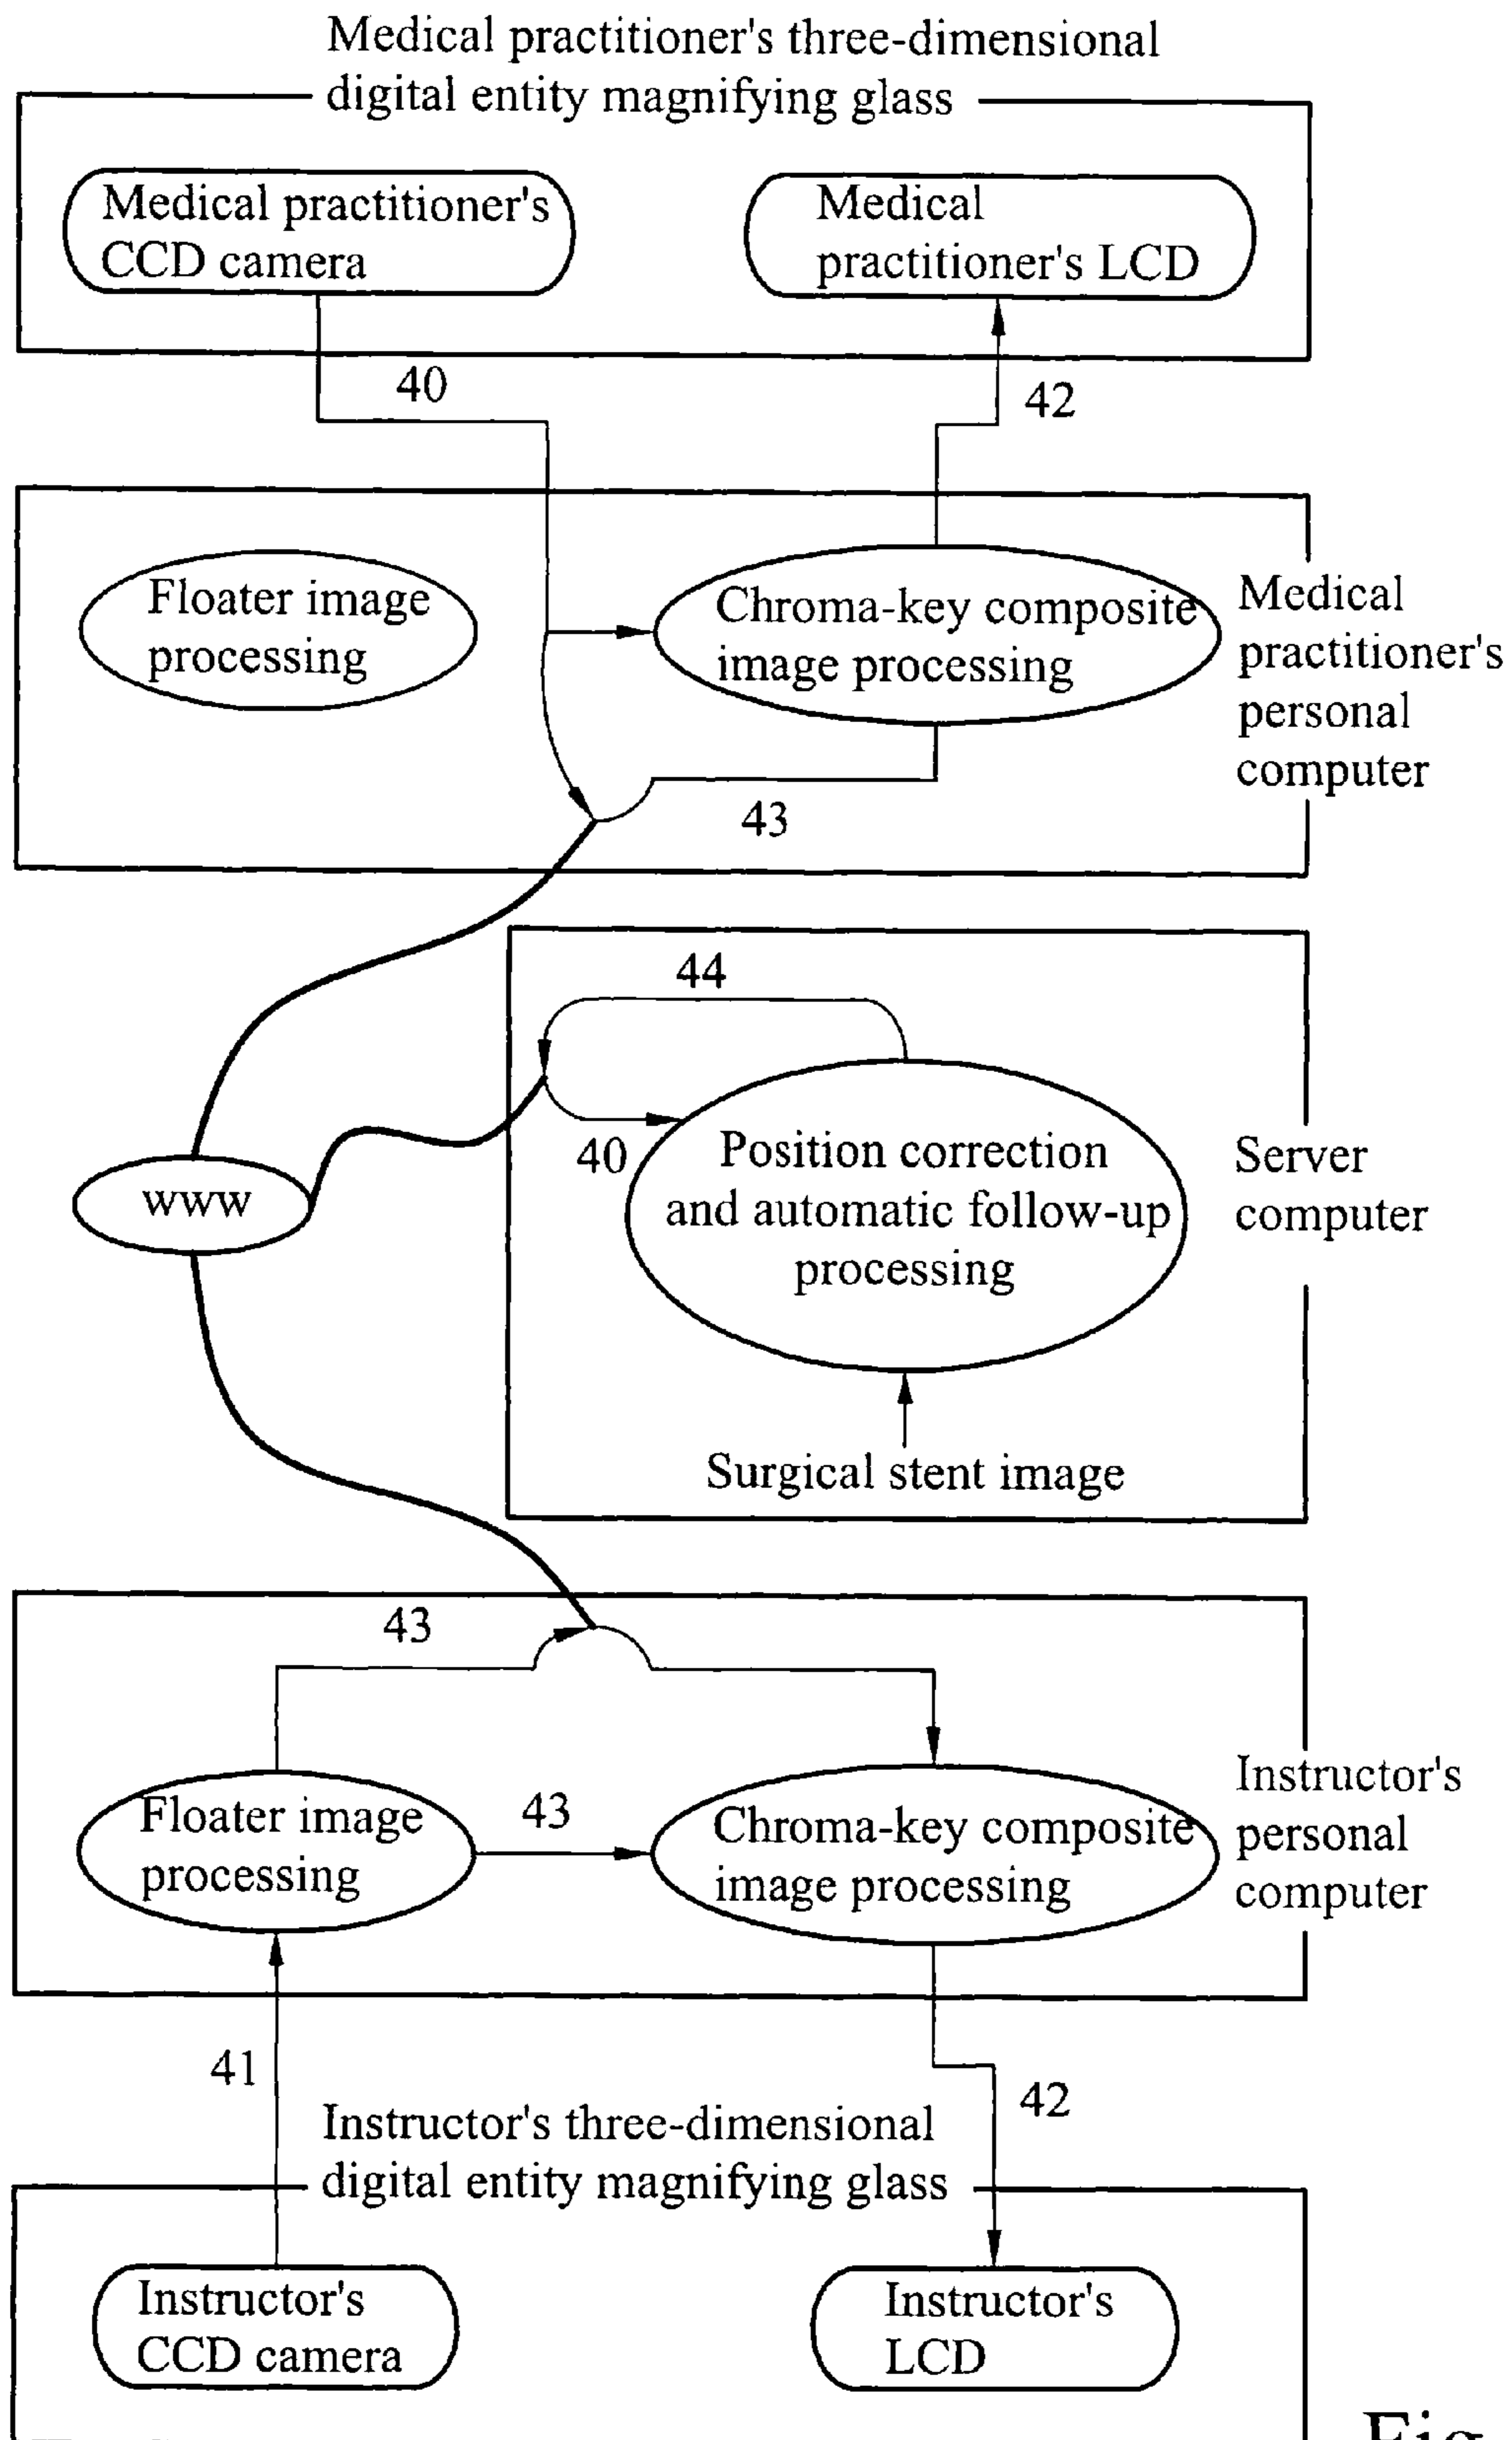 Medical practitioner's three-dimensional
digital entity magnifying glass
Medical practitioner's
CCD camera
Medical
practitioner's LCD
40
42
Floater image
processing
Chroma-key composite
image processing
Medical
practitioner's
personal
computer
43
44
40
Position correction
and automatic follow-up
processing
Server
computer
www
Surgical stent image
43
Floater image
processing
43
Chroma-key composite
image processing
Instructor's
personal
computer
41
42
Instructor's three-dimensional
digital entity magnifying glass
Instructor's
CCD camera
Instructor's
LCD